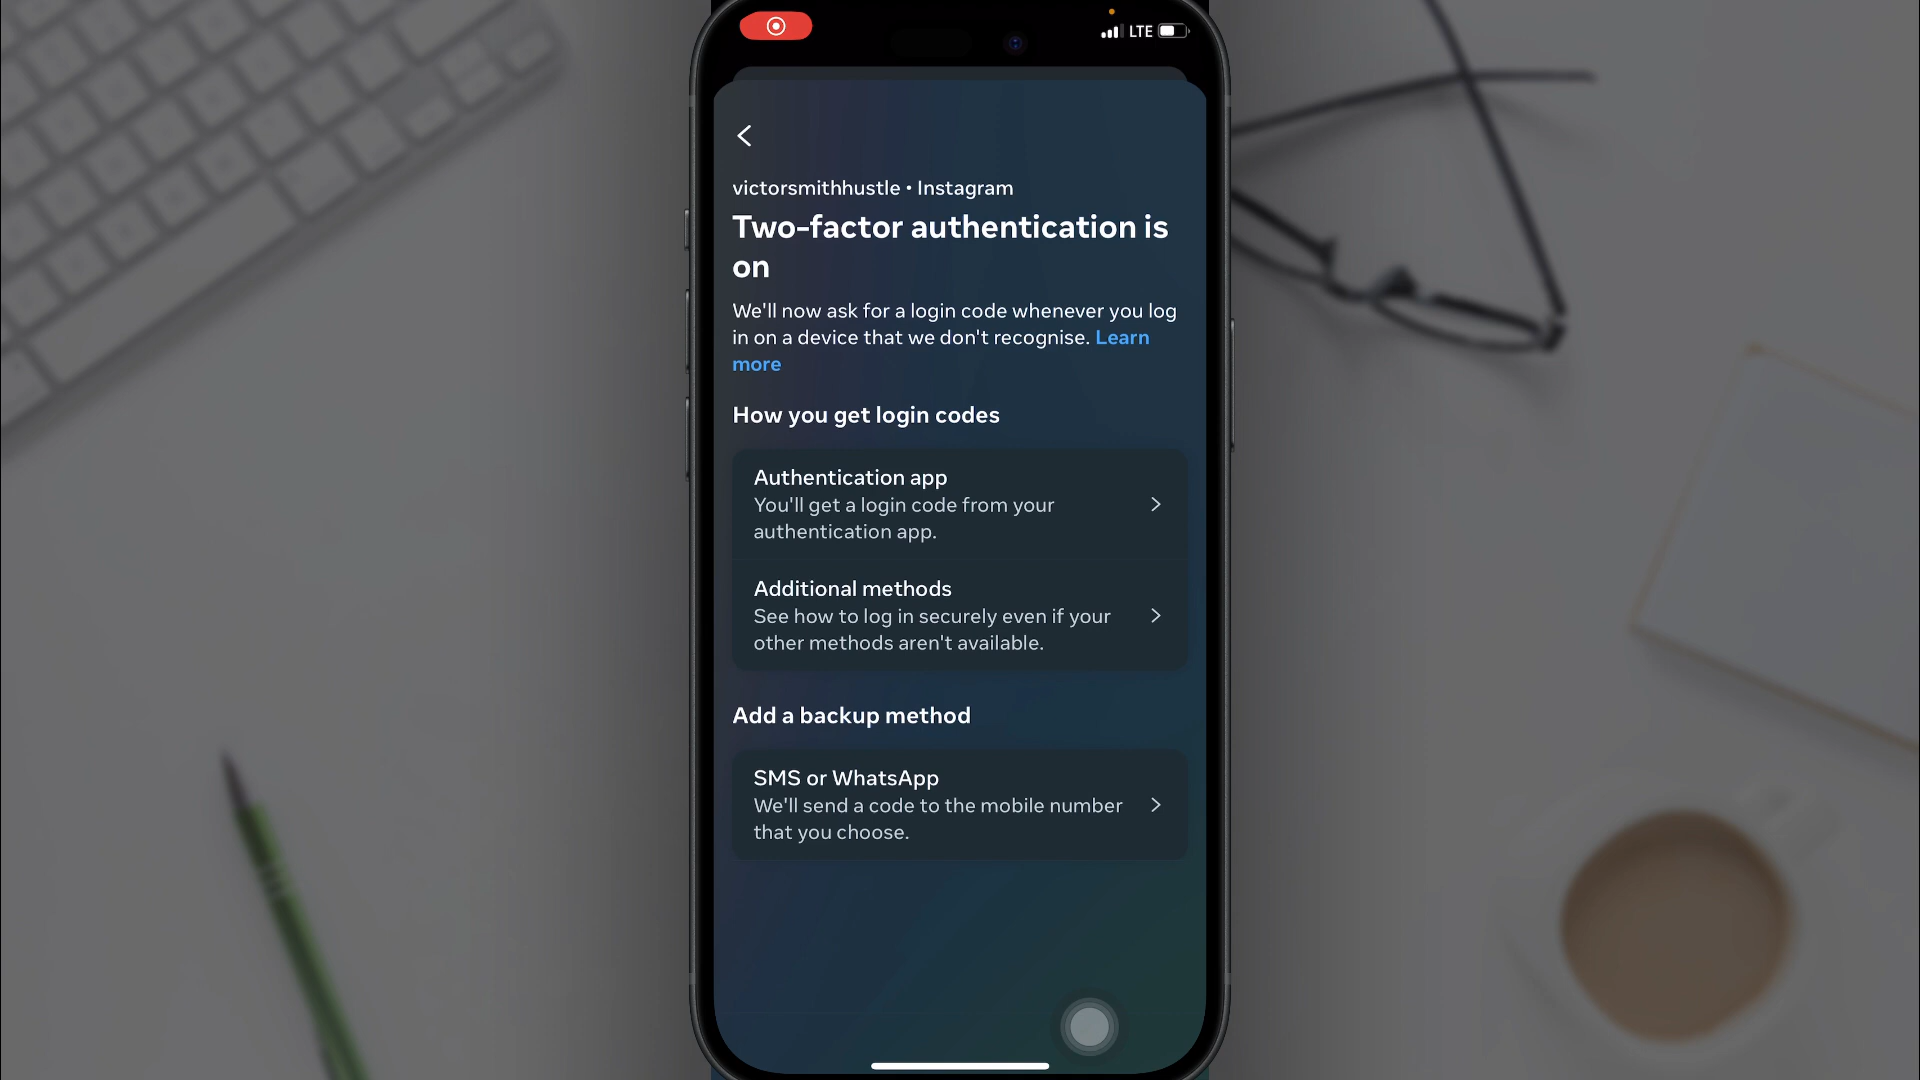 LTE
victorsmithhustle • Instagram
Two-factor authentication is
on
We'll now ask for a login code whenever you log
in on a device that we don't recognise. Learn
more
How you get login codes
Authentication app
You'll get a login code from your
authentication app.
Additional methods
See how to log in securely even if your
other methods aren't available.
Add a backup method
SMS or WhatsApp
We'll send a code to the mobile number
that you choose.